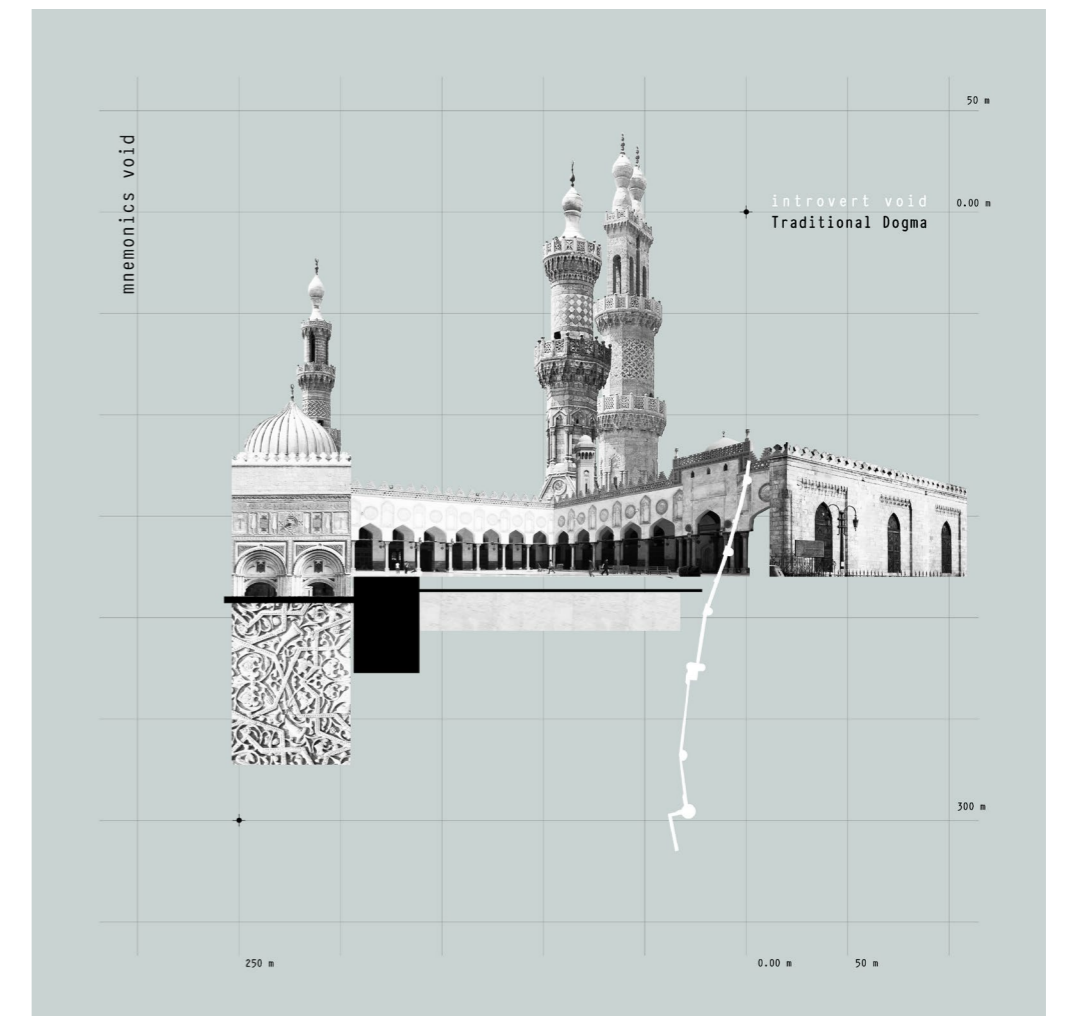 mnemonics void
50 m
introvert void
0.00 m
Traditional Dogma
300 m
250 m
0.00 m
50 m